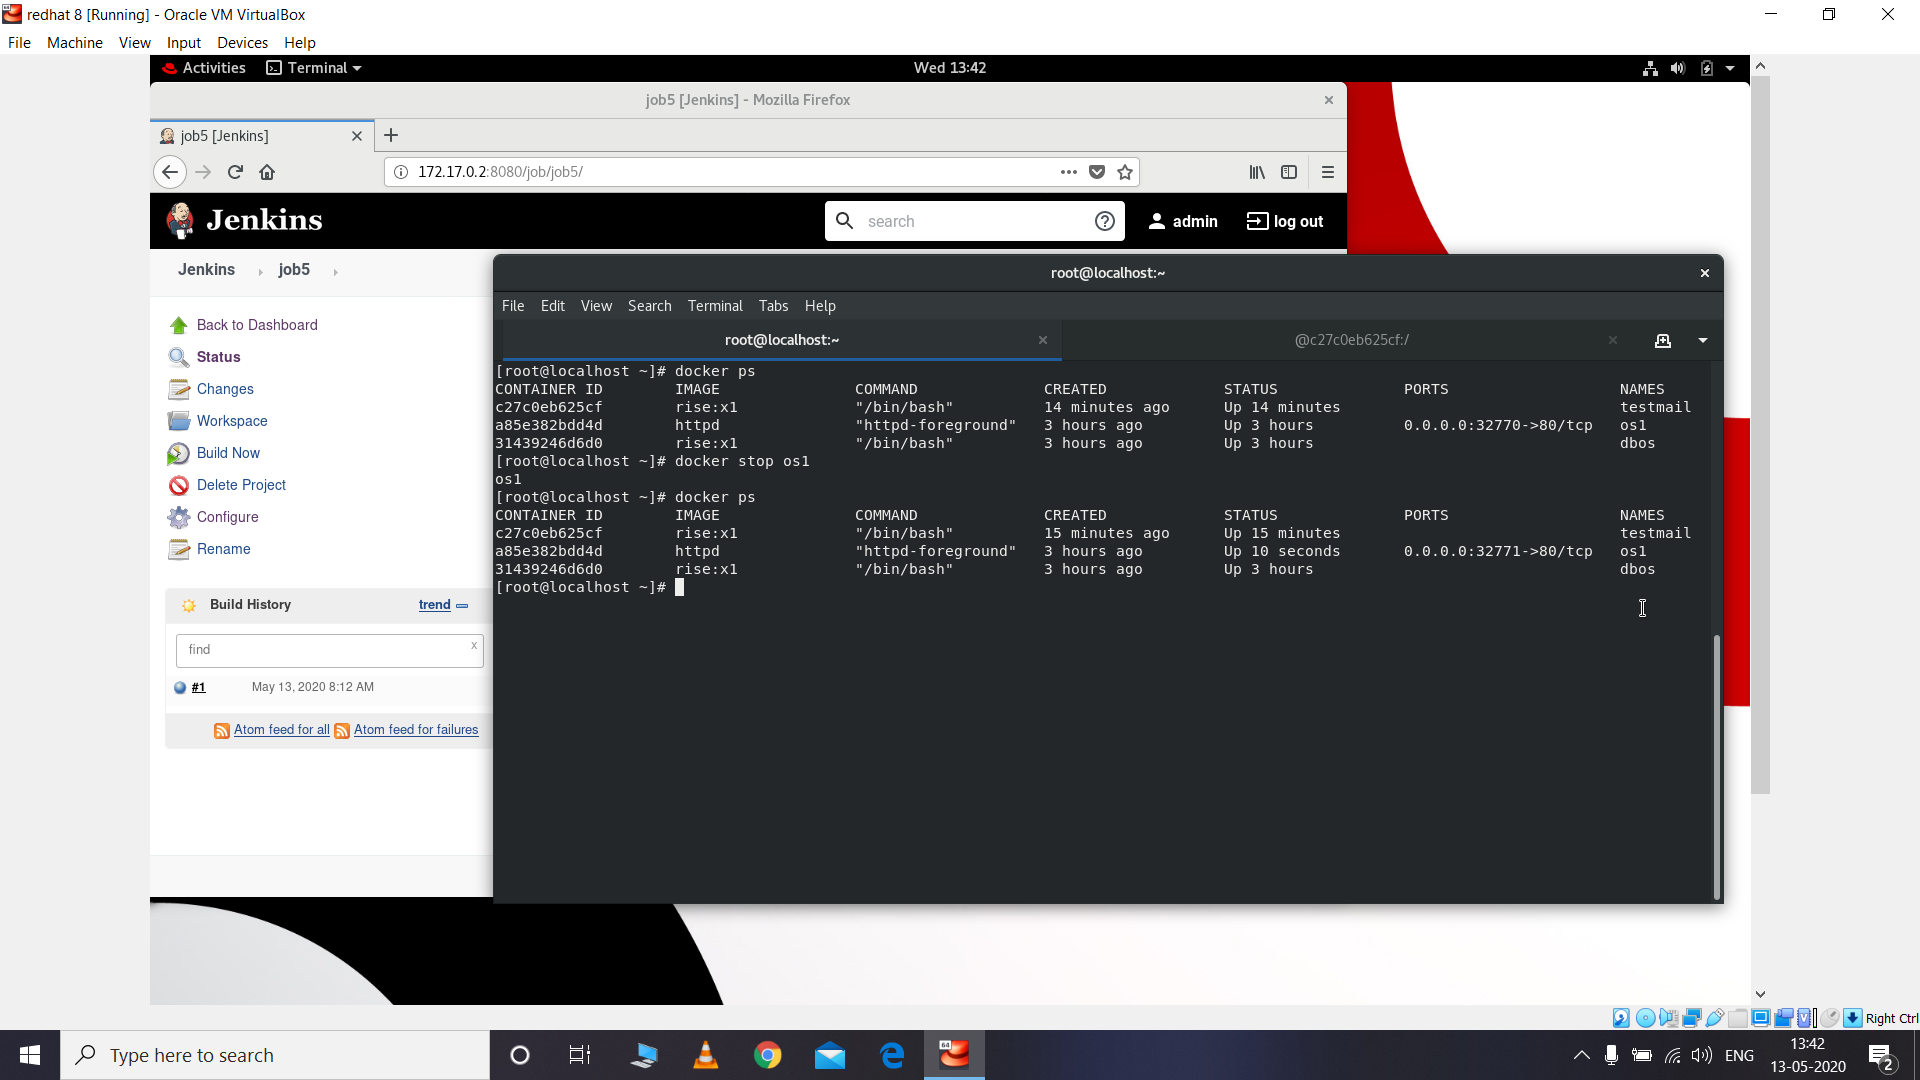 redhat 8 [Running] - Oracle VM VirtualBox
File Machine View Input Devices Help
Activities Terminal Wed 13:42
job5 [Jenkins] - Mozilla Firefox
job5 [Jenkins]
172.17.0.2:8080/job/job5/
Jenkins search admin log out
Jenkins job5
Back to Dashboard
Status
Changes
Workspace
Build Now
Delete Project
Configure
Rename
Build History trend
find x
#1 May 13, 2020 8:12 AM
Atom feed for all Atom feed for failures
root@localhost:~
File Edit View Search Terminal Tabs Help
root@localhost:~ @c27c0eb625cf:/
[root@localhost ~]# docker ps
CONTAINER ID IMAGE COMMAND CREATED STATUS PORTS NAMES
c27c0eb625cf rise:x1 "/bin/bash" 14 minutes ago Up 14 minutes testmail
a85e382bdd4d httpd "httpd-foreground" 3 hours ago Up 3 hours 0.0.0.0:32770->80/tcp os1
31439246d6d0 rise:x1 "/bin/bash" 3 hours ago Up 3 hours dbos
[root@localhost ~]# docker stop os1
os1
[root@localhost ~]# docker ps
CONTAINER ID IMAGE COMMAND CREATED STATUS PORTS NAMES
c27c0eb625cf rise:x1 "/bin/bash" 15 minutes ago Up 15 minutes testmail
a85e382bdd4d httpd "httpd-foreground" 3 hours ago Up 10 seconds 0.0.0.0:32771->80/tcp os1
31439246d6d0 rise:x1 "/bin/bash" 3 hours ago Up 3 hours dbos
[root@localhost ~]#
Right Ctrl
Type here to search
64
ENG
13:42
13-05-2020
2